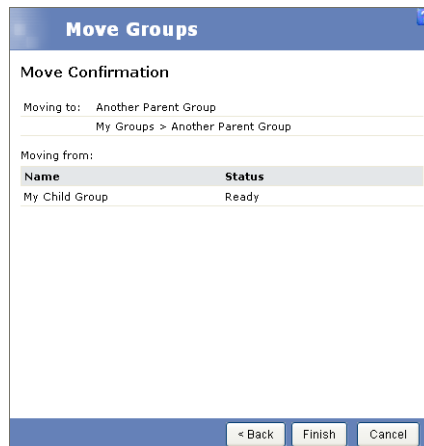 Move Groups
Move Confirmation
Moving to: Another Parent Group
My Groups > Another Parent Group
Moving from:
Name Status
My Child Group Ready
< Back Finish Cancel